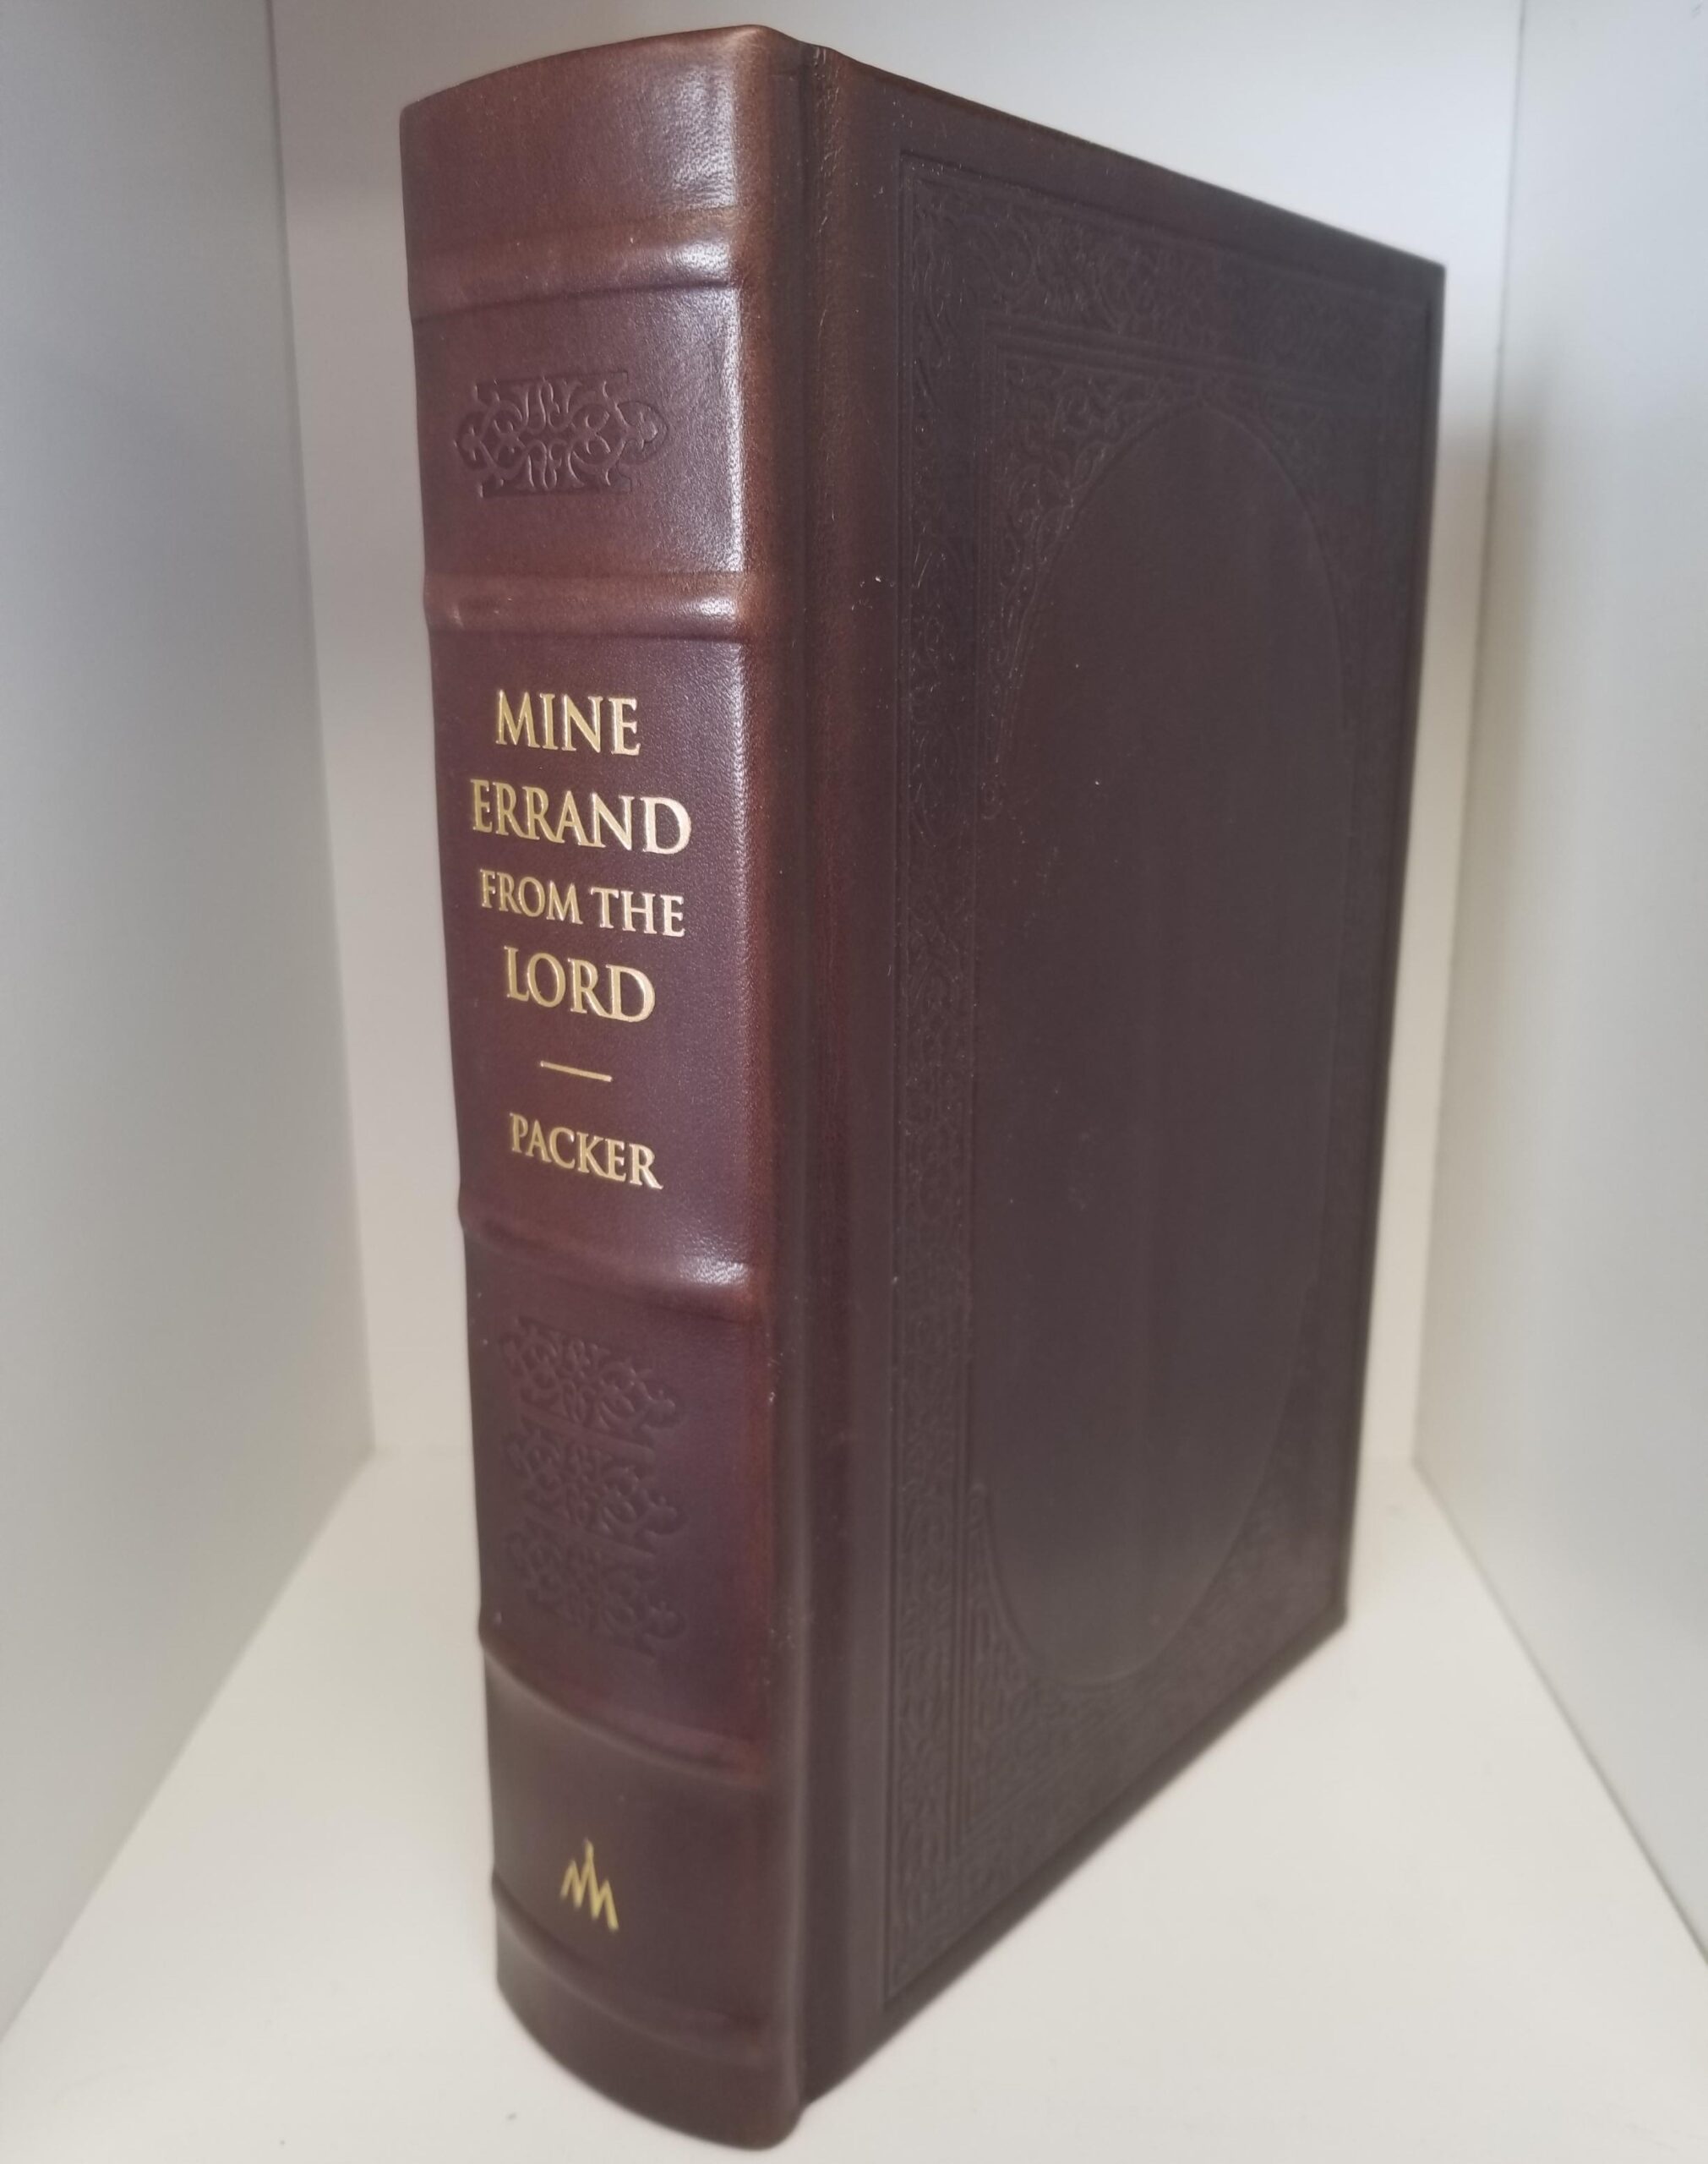 MINE
ERRAND
FROM THE
LORD
PACKER